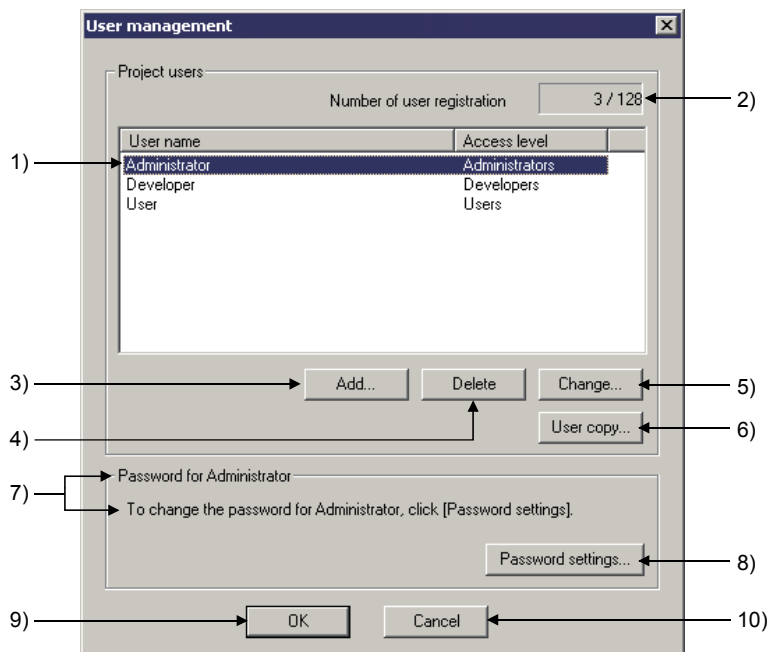 User management
Project users
Number of user registration 3 / 128 2)
User name Access level
1) Administrator Administrators
Developer Developers
User Users
3) Add... Delete Change... 5)
4) User copy... 6)
Password for Administrator
7)
To change the password for Administrator, click [Password settings].
Password settings... 8)
9) OK Cancel 10)